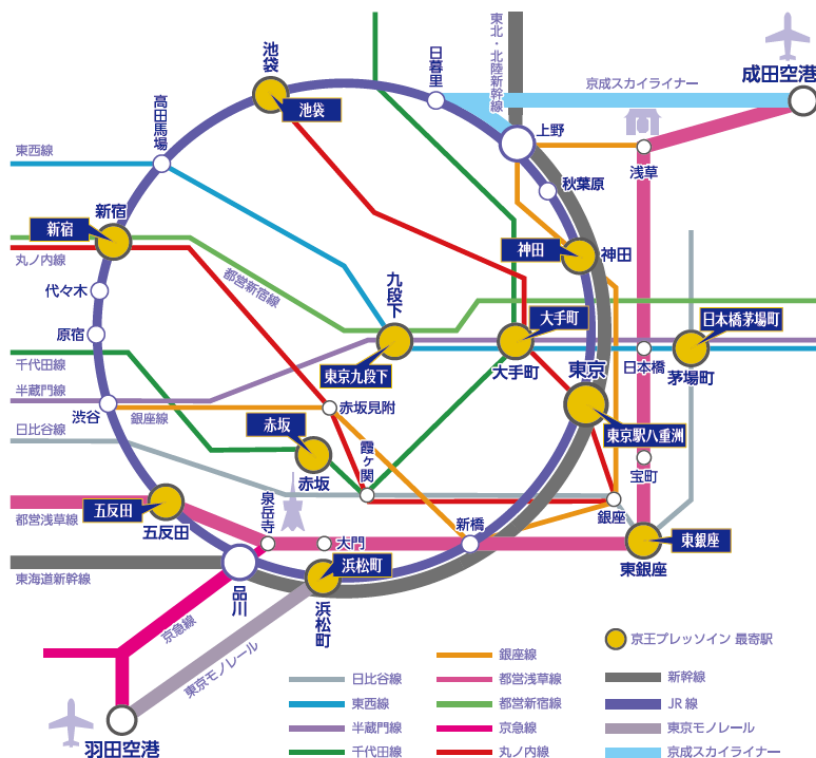 池袋
池袋
日暮里
東北・北陸新幹線
京成スカイライナー
成田空港
高田馬場
上野
浅草
東西線
秋葉原
新宿
新宿
神田
神田
丸ノ内線
都営新宿線
九段下
代々木
大手町
日本橋茅場町
原宿
東京九段下
大手町
東京
日本橋
茅場町
千代田線
半蔵門線
渋谷
銀座線
赤坂見附
赤坂
東京駅八重洲
日比谷線
霞ヶ関
宝町
赤坂
五反田
泉岳寺
銀座
都営浅草線
五反田
大門
新橋
東銀座
東海道新幹線
浜松町
東銀座
品川
浜松町
京急線
東京モノレール
羽田空港
京王プレッソイン 最寄駅
銀座線
日比谷線
都営浅草線
新幹線
東西線
都営新宿線
JR 線
半蔵門線
京急線
東京モノレール
千代田線
丸ノ内線
京成スカイライナー